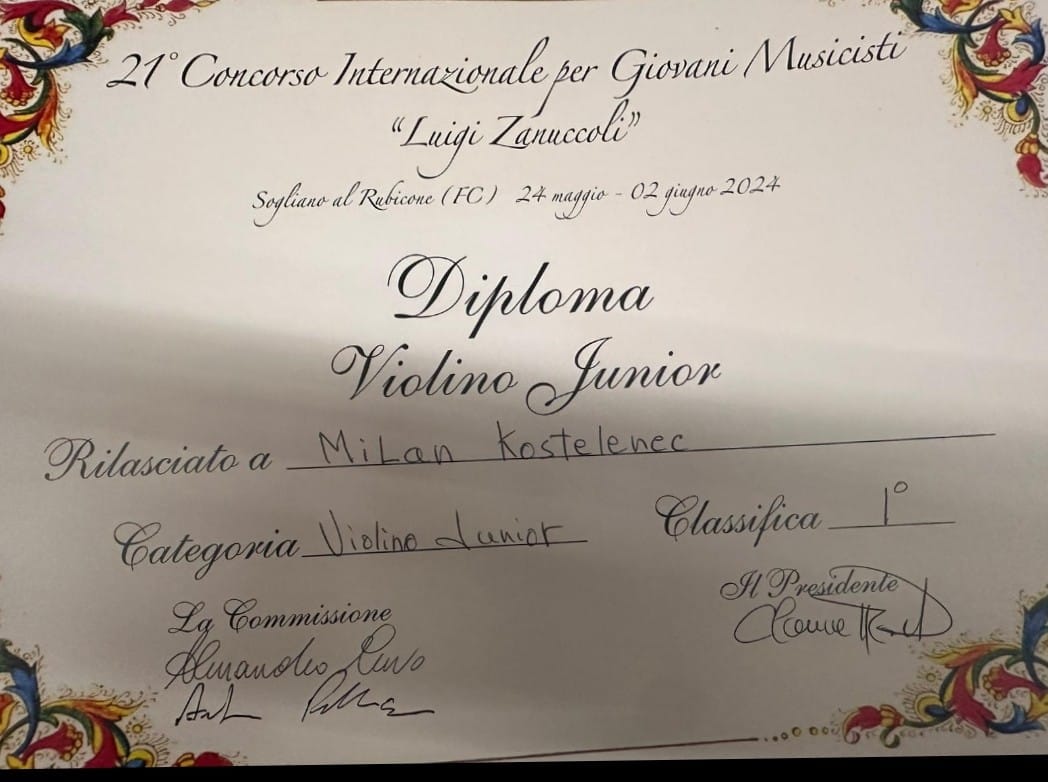 21° Concorso Internazionale per Giovani Musicisti
"Luigi Zanuccoli"
Sogliano al Rubicone (FC) 24 maggio - 02 giugno 2024
Diploma
Violino Junior
Rilasciato a Milan Kostelenec
Categoria Violino Junior Classifica 1°
Il Presidente
La Commissione